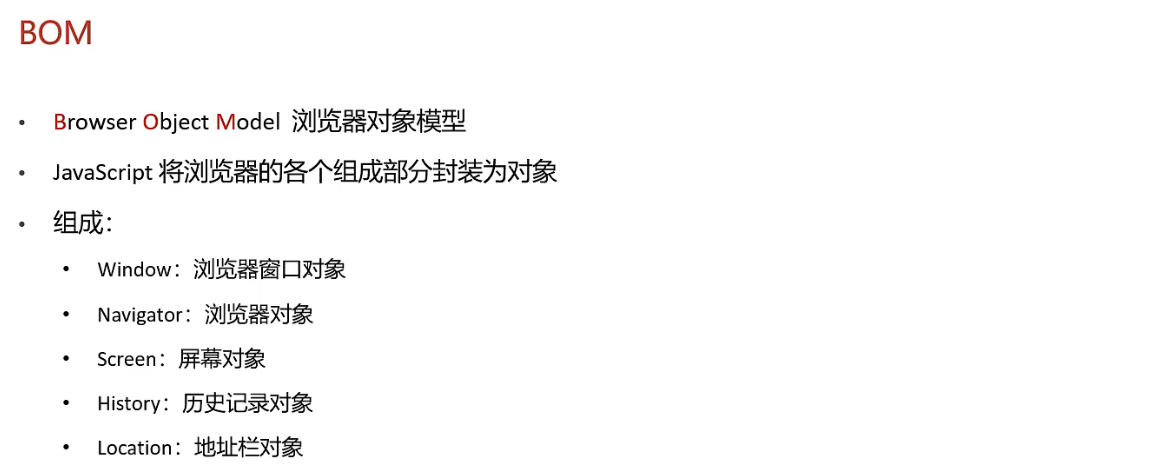 BOM
• Browser Object Model 浏览器对象模型
• JavaScript 将浏览器的各个组成部分封装为对象
• 组成：
• Window：浏览器窗口对象
• Navigator：浏览器对象
• Screen：屏幕对象
• History：历史记录对象
• Location：地址栏对象